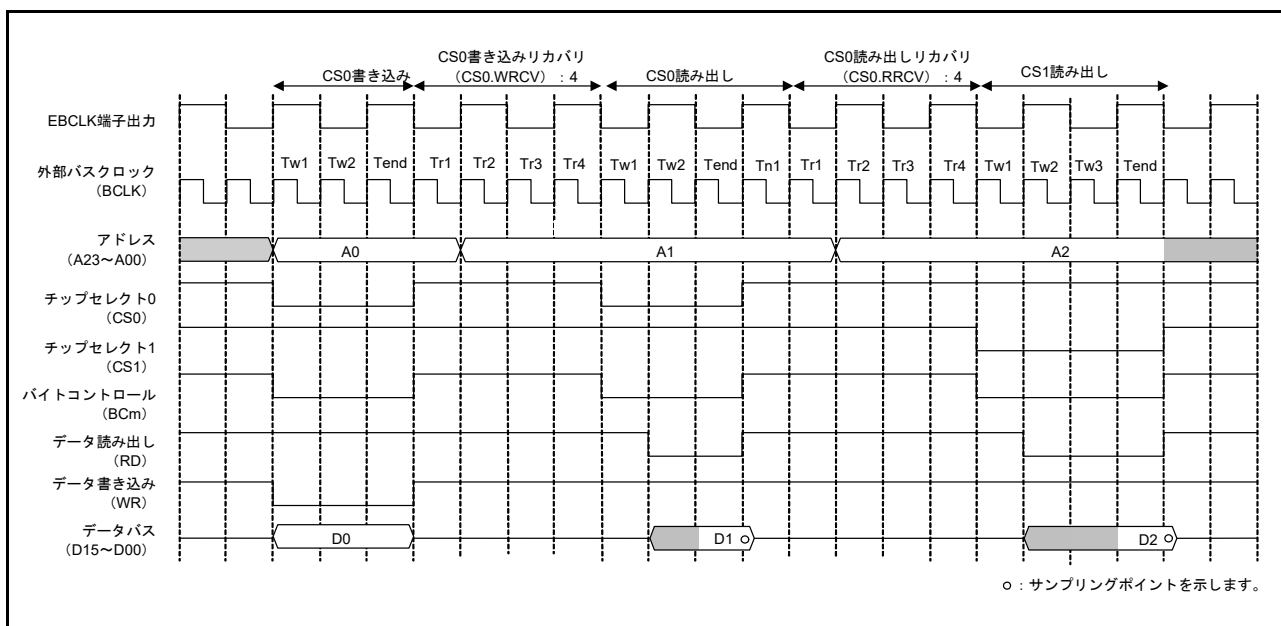 CS0書き込み
CS0書き込みリカバリ
（CS0.WRCV）：4
CS0読み出し
CS0読み出しリカバリ
（CS0.RRCV）：4
CS1読み出し
EBCLK端子出力
外部バスクロック
（BCLK）
Tw1 Tw2 Tend Tr1 Tr2 Tr3 Tr4 Tw1 Tw2 Tend Tn1 Tr1 Tr2 Tr3 Tr4 Tw1 Tw2 Tw3 Tend
アドレス
（A23～A00）
A0 A1 A2
チップセレクト0
（CS0）
チップセレクト1
（CS1）
バイトコントロール
（BCm）
データ読み出し
（RD）
データ書き込み
（WR）
データバス
（D15～D00）
D0 D1 D2
○：サンプリングポイントを示します。